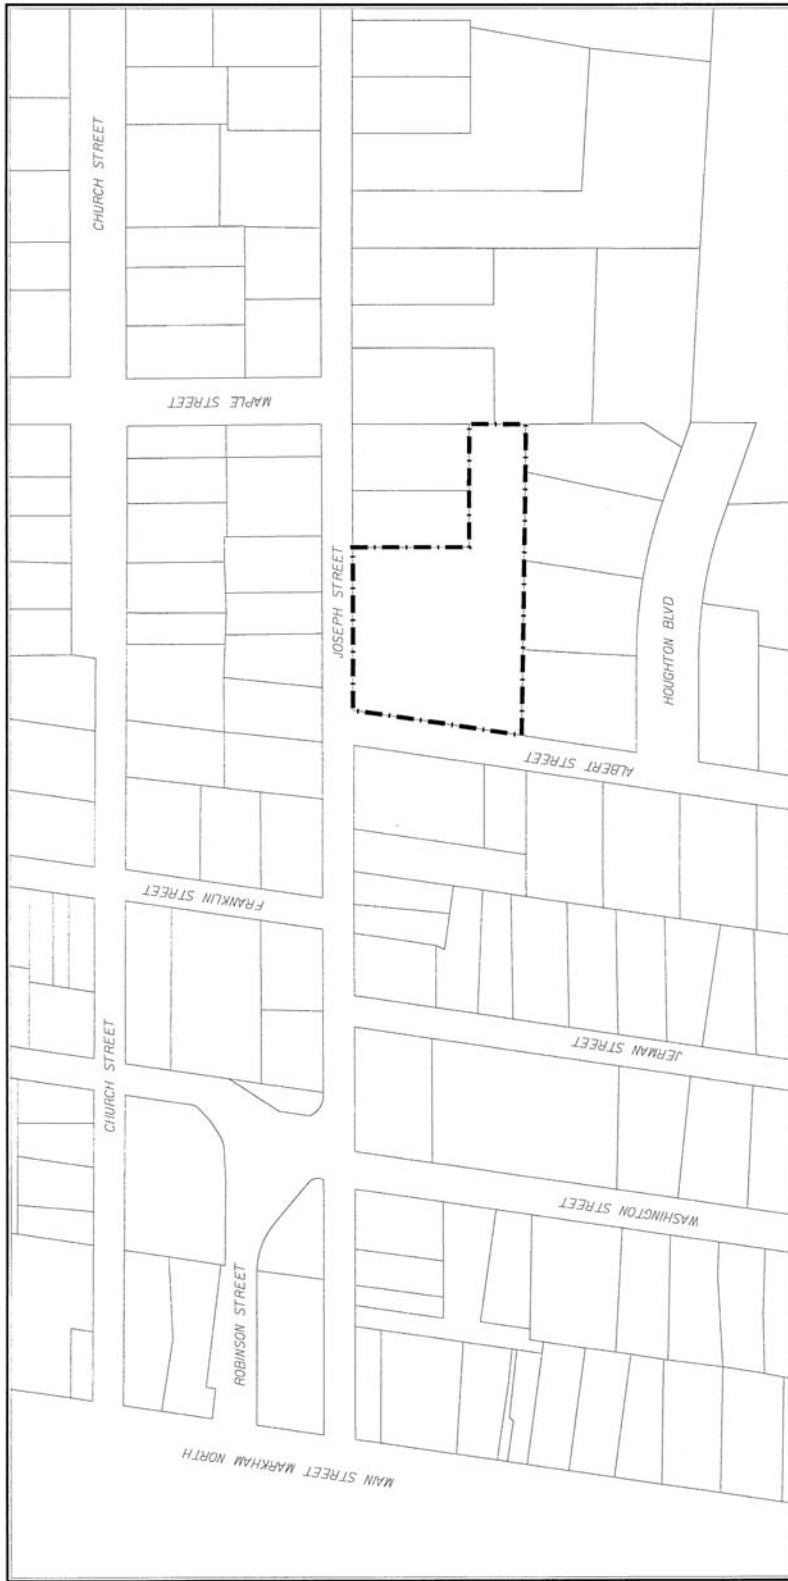 CHURCH STREET
MAPLE STREET
JOSEPH STREET
HOUGHTON BLVD
ALBERT STREET
FRANKLIN STREET
CHURCH STREET
JERMAN STREET
WASHINGTON STREET
ROBINSON STREET
MAIN STREET MARKHAM NORTH